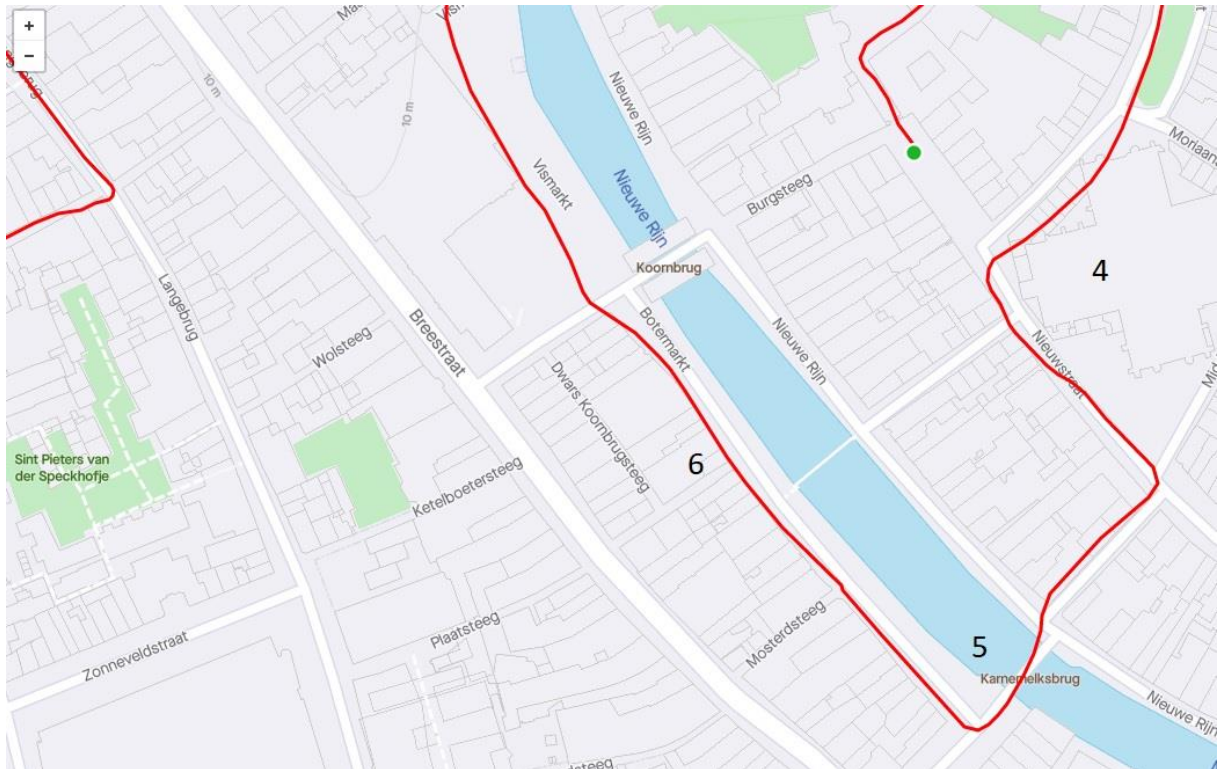 +
−
10 m
10 m
Vismarkt
Nieuwe Rijn
Nieuwe Rijn
Burgsteeg
Koornbrug
4
Langebrug
Wolsteeg
Breestraat
Botermarkt
Nieuwe Rijn
Nieuwstraat
Dwars Koornbrugsteeg
Sint Pieters van
der Speckhofje
Ketelboetersteeg
6
Zonneveldstraat
Plaatsteeg
Mosterdsteeg
5
Karnemelksbrug
Nieuwe Rijn